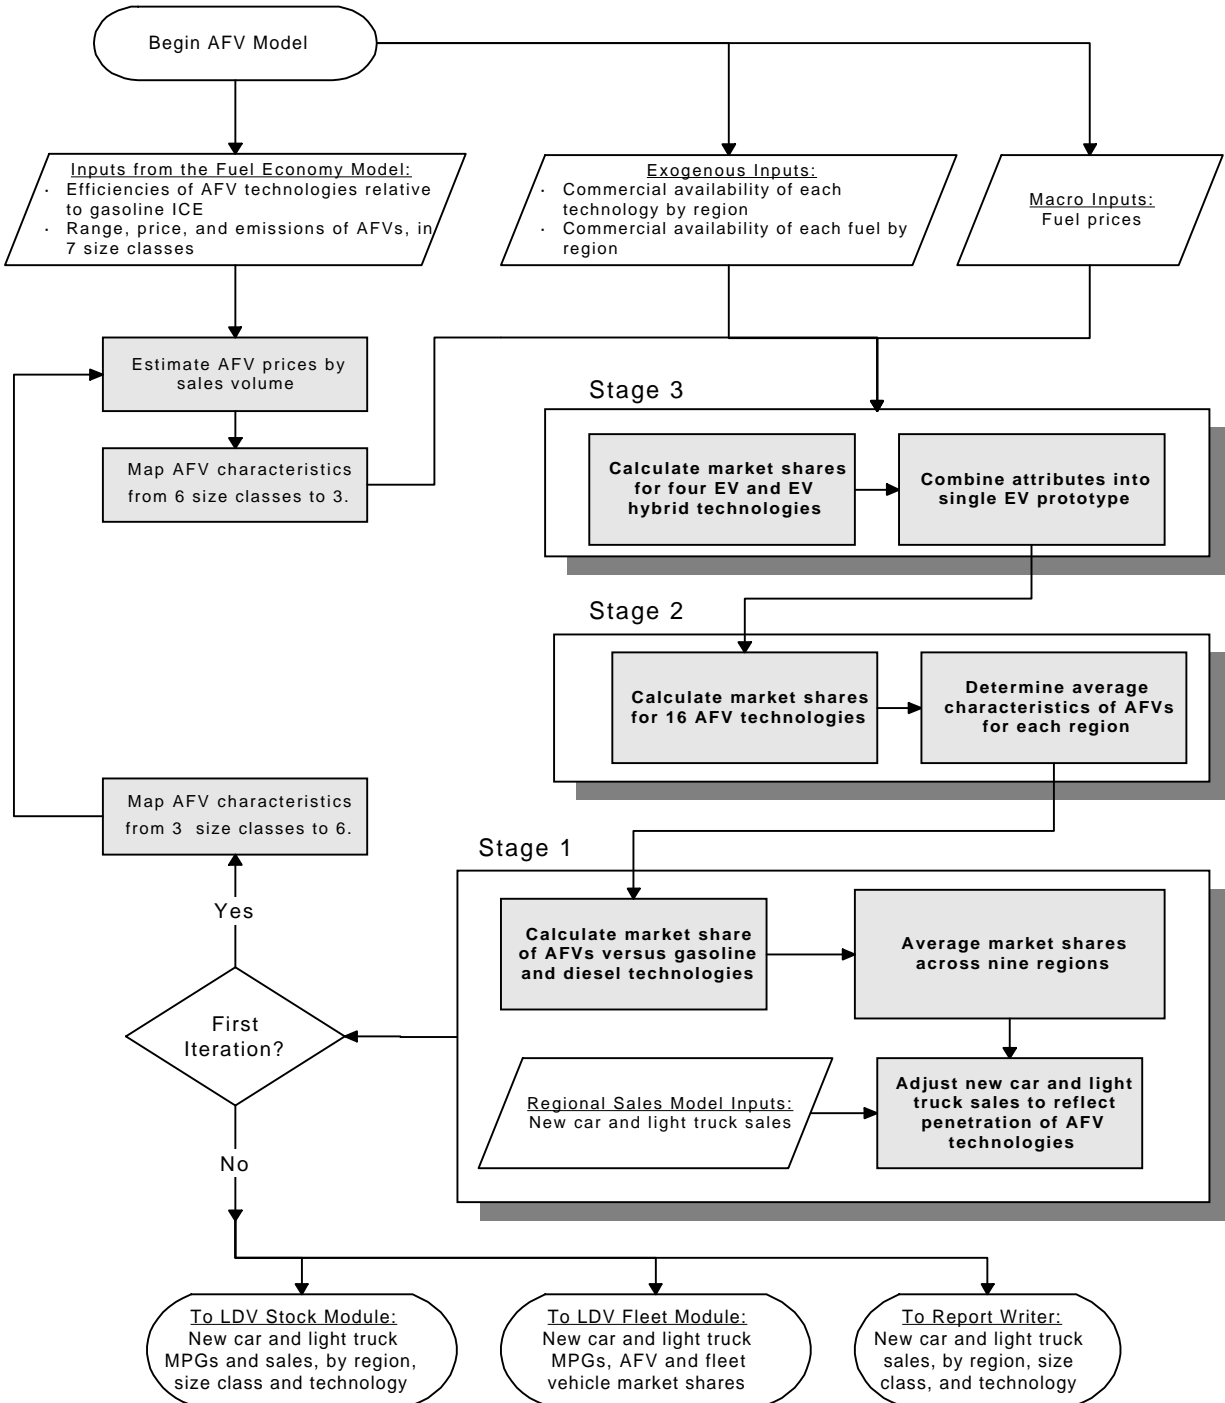 Begin AFV Model
Inputs from the Fuel Economy Model:
· Efficiencies of AFV technologies relative
to gasoline ICE
· Range, price, and emissions of AFVs, in
7 size classes
Exogenous Inputs:
· Commercial availability of each
technology by region
· Commercial availability of each fuel by
region
Macro Inputs:
Fuel prices
Estimate AFV prices by
sales volume
Map AFV characteristics
from 6 size classes to 3.
Stage 3
Calculate market shares
for four EV and EV
hybrid technologies
Combine attributes into
single EV prototype
Stage 2
Calculate market shares
for 16 AFV technologies
Determine average
characteristics of AFVs
for each region
Map AFV characteristics
from 3 size classes to 6.
Stage 1
Calculate market share
of AFVs versus gasoline
and diesel technologies
Average market shares
across nine regions
Yes
First
Iteration?
Regional Sales Model Inputs:
New car and light truck sales
Adjust new car and light
truck sales to reflect
penetration of AFV
technologies
No
To LDV Stock Module:
New car and light truck
MPGs and sales, by region,
size class and technology
To LDV Fleet Module:
New car and light truck
MPGs, AFV and fleet
vehicle market shares
To Report Writer:
New car and light truck
sales, by region, size
class, and technology